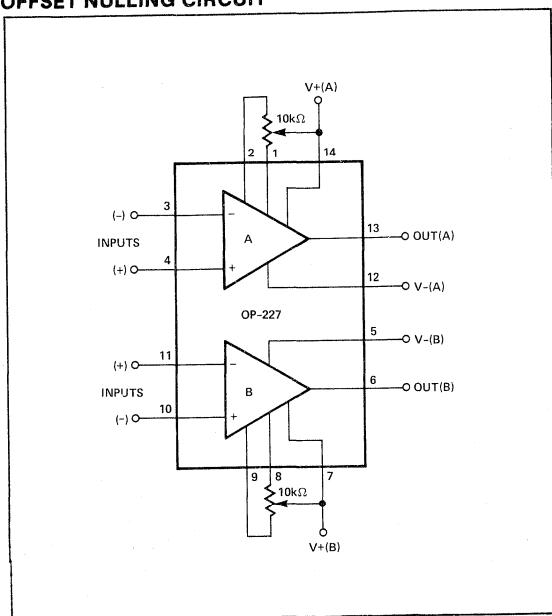 OFFSET NULLING CIRCUIT
V+(A)
10kΩ
2 1 14
3
(-) −
13
A OUT(A)
INPUTS
4
(+) +
12
V-(A)
OP-227
5
V-(B)
11
(+) −
6
B OUT(B)
INPUTS
10
(-) +
9 8 7
10kΩ
V+(B)